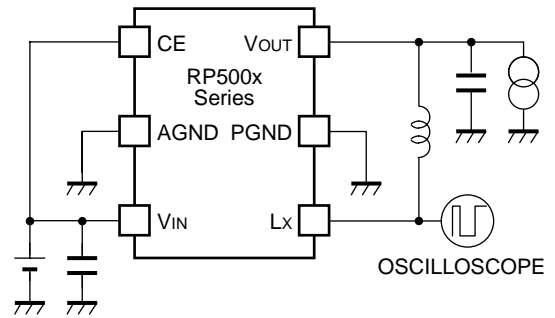 CE
VOUT
RP500x
Series
AGND
PGND
VIN
LX
OSCILLOSCOPE